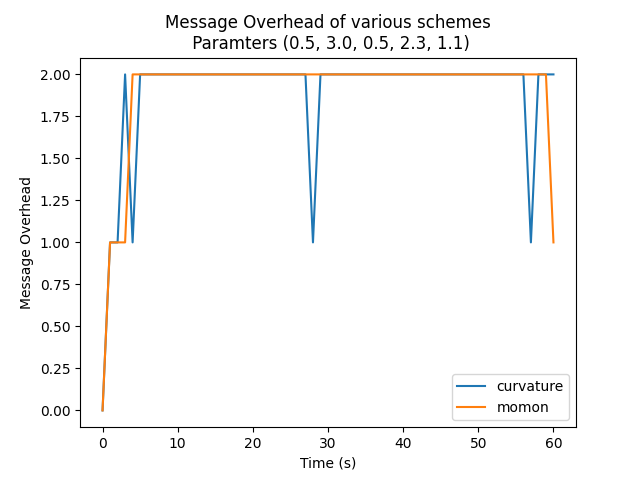 Message Overhead of various schemes
Paramters (0.5, 3.0, 0.5, 2.3, 1.1)
2.00
1.75
1.50
1.25
1.00
0.75
0.50
0.25
0.00
Message Overhead
curvature
momon
0 10 20 30 40 50 60
Time (s)